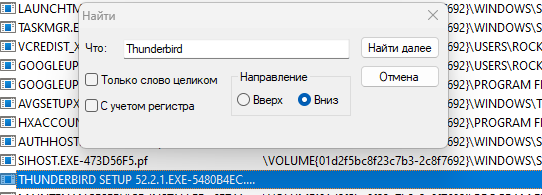 LAUNCHTM
TASKMGR.E
VCREDIST_X
GOOGLEUP
GOOGLEUP
AVGSETUPX
HXACCOUN
AUTHHOST
Найти
Что: Thunderbird Найти далее
Только слово целиком
С учетом регистра
Направление
Вверх Вниз
Отмена
7692}\WINDOWS\S
7692}\WINDOWS\S
7692}\USERS\ROCK
7692}\USERS\ROCK
7692}\PROGRAM F
7692}\WINDOWS\T
7692}\PROGRAM F
7692}\WINDOWS\S
SIHOST.EXE-473D56F5.pf \VOLUME{01d2f5bc8f23c7b3-2c8f7692}\WINDOWS\S
THUNDERBIRD SETUP 52.2.1.EXE-5480B4EC....